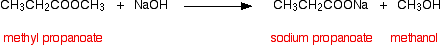 CH₃CH₂COOCH₃ + NaOH ⟶ CH₃CH₂COONa + CH₃OH
methyl propanoate sodium propanoate methanol